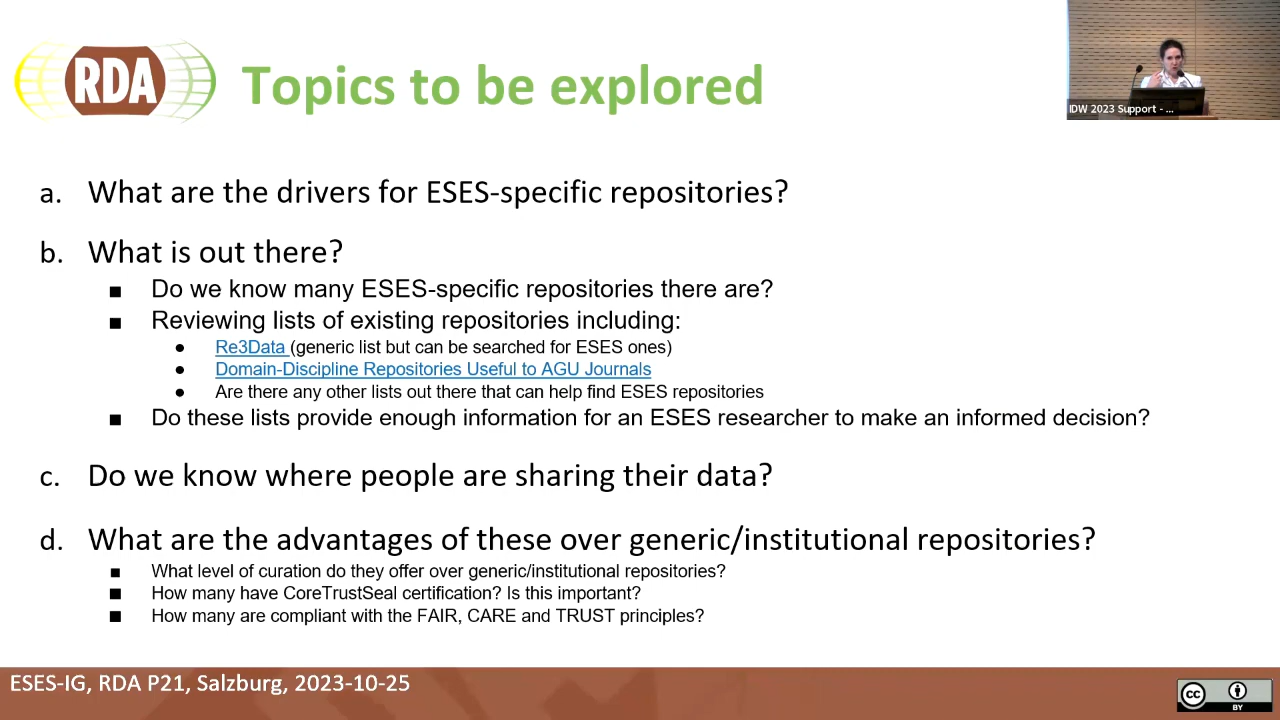 RDA
Topics to be explored
IDW 2023 Support - ...
a. What are the drivers for ESES-specific repositories?
b. What is out there?
■ Do we know many ESES-specific repositories there are?
■ Reviewing lists of existing repositories including:
● Re3Data (generic list but can be searched for ESES ones)
● Domain-Discipline Repositories Useful to AGU Journals
● Are there any other lists out there that can help find ESES repositories
■ Do these lists provide enough information for an ESES researcher to make an informed decision?
c. Do we know where people are sharing their data?
d. What are the advantages of these over generic/institutional repositories?
■ What level of curation do they offer over generic/institutional repositories?
■ How many have CoreTrustSeal certification? Is this important?
■ How many are compliant with the FAIR, CARE and TRUST principles?
ESES-IG, RDA P21, Salzburg, 2023-10-25
cc
BY